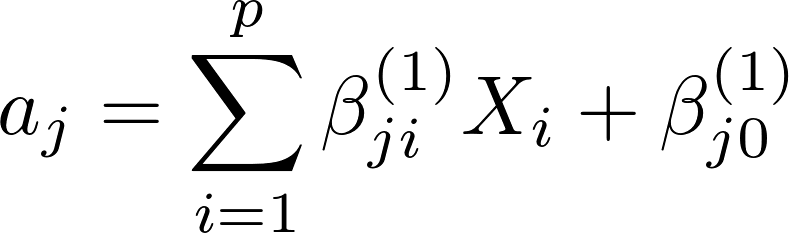 a_j = \sum_{i=1}^{p} \beta_{ji}^{(1)} X_i + \beta_{j0}^{(1)}